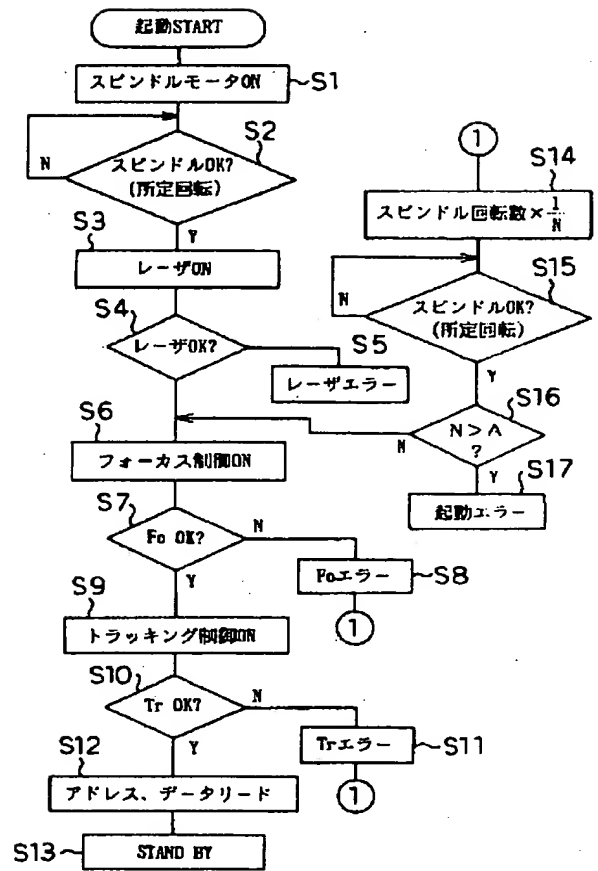 起動START
スピンドルモータON
S1
S2
スピンドルOK?
(所定回転)
N
Y
S3
レーザON
S4
レーザOK?
S5
レーザエラー
S6
フォーカス制御ON
S7
Fo OK?
N
Y
Foエラー
S8
1
S9
トラッキング制御ON
S10
Tr OK?
N
Y
Trエラー
S11
1
S12
アドレス、データリード
S13
STAND BY
1
S14
スピンドル回転数×1/N
S15
スピンドルOK?
(所定回転)
N
Y
S16
N>A
?
N
Y
S17
起動エラー